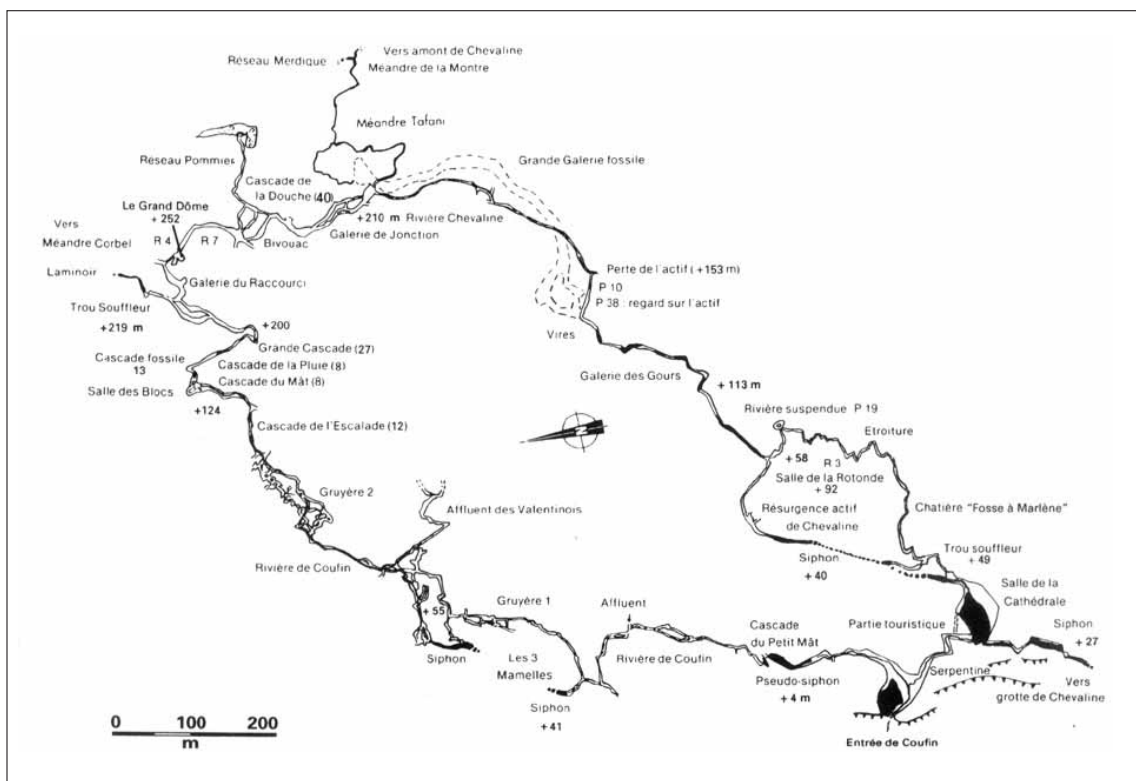 Vers amont de Chevaline
Réseau Merdique
Méandre de la Montre
Méandre Tafani
Réseau Pommier
Grande Galerie fossile
Cascade de
la Douche (40)
Le Grand Dôme
+ 252
+210 m Rivière Chevaline
Vers
Méandre Corbel
R 4
R 7
Bivouac
Galerie de Jonction
Laminoir
Galerie du Raccourci
Perte de l'actif (+153 m)
P 10
P 38 : regard sur l'actif
Trou Souffleur
+219 m
+200
Vires
Grande Cascade (27)
Cascade fossile
13
Cascade de la Pluie (8)
Cascade du Mât (8)
Salle des Blocs
Galerie des Gours
+ 113 m
+124
Rivière suspendue P 19
Cascade de l'Escalade (12)
N
Etroiture
+ 58
R 3
Salle de la Rotonde
+ 92
Gruyère 2
Affluent des Valentinois
Résurgence actif
de Chevaline
Chatière "Fosse à Marlène"
Rivière de Coufin
Siphon
+ 40
Trou souffleur
+ 49
Salle de la
Cathédrale
+ 55
Gruyère 1
Affluent
Cascade
du Petit Mât
Partie touristique
Siphon
+ 27
Siphon
Les 3
Mamelles
Rivière de Coufin
Pseudo-siphon
+ 4 m
Serpentine
Vers
grotte de Chevaline
Siphon
+ 41
Entrée de Coufin
0 100 200
m